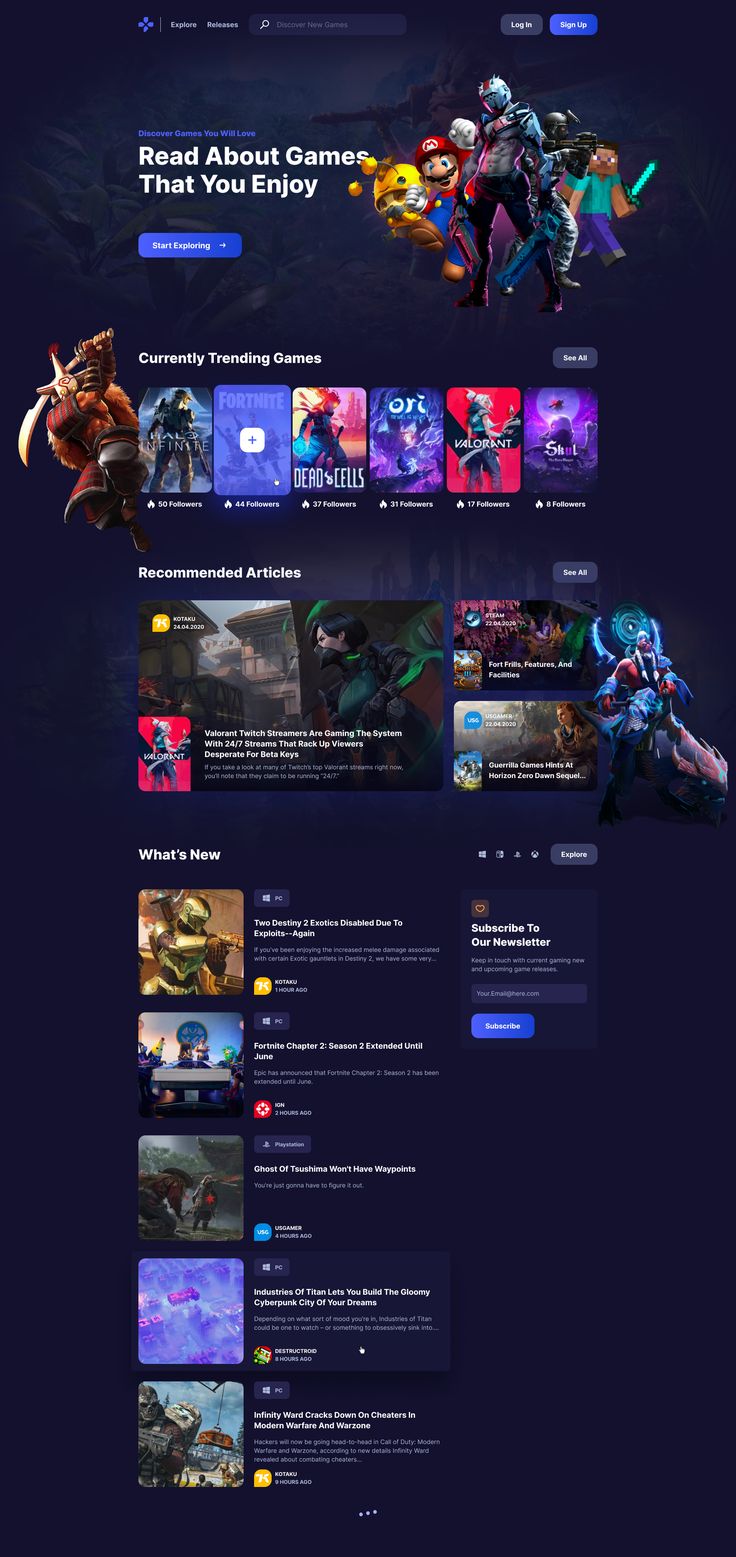 Explore
Releases
Discover New Games
Log In
Sign Up
Discover Games You Will Love
Read About Games
That You Enjoy
Start Exploring
Currently Trending Games
See All
HALO
INFINITE
FORTNITE
DEAD CELLS
ori
VALORANT
Skul
50 Followers
44 Followers
37 Followers
31 Followers
17 Followers
8 Followers
Recommended Articles
See All
KOTAKU
24.04.2020
VALORANT
Valorant Twitch Streamers Are Gaming The System
With 24/7 Streams That Rack Up Viewers
Desperate For Beta Keys
If you take a look at many of Twitch's top Valorant streams right now,
you'll note that they claim to be running "24/7."
STEAM
22.04.2020
Fort Frills, Features, And
Facilities
USG
USGAMER
22.04.2020
Guerrilla Games Hints At
Horizon Zero Dawn Sequel...
What's New
Explore
PC
Two Destiny 2 Exotics Disabled Due To
Exploits--Again
If you've been enjoying the increased melee damage associated
with certain Exotic gauntlets in Destiny 2, we have some very...
KOTAKU
1 HOUR AGO
Subscribe To
Our Newsletter
Keep in touch with current gaming new
and upcoming game releases.
Your.Email@here.com
Subscribe
PC
Fortnite Chapter 2: Season 2 Extended Until
June
Epic has announced that Fortnite Chapter 2: Season 2 has been
extended until June.
IGN
2 HOURS AGO
Playstation
Ghost Of Tsushima Won't Have Waypoints
You're just gonna have to figure it out.
USG
USGAMER
4 HOURS AGO
PC
Industries Of Titan Lets You Build The Gloomy
Cyberpunk City Of Your Dreams
Depending on what sort of mood you're in, Industries of Titan
could be one to watch – or something to obsessively sink into....
DESTRUCTROID
8 HOURS AGO
PC
Infinity Ward Cracks Down On Cheaters In
Modern Warfare And Warzone
Hackers will now be going head-to-head in Call of Duty: Modern
Warfare and Warzone, according to new details Infinity Ward
revealed about combating cheaters...
KOTAKU
9 HOURS AGO